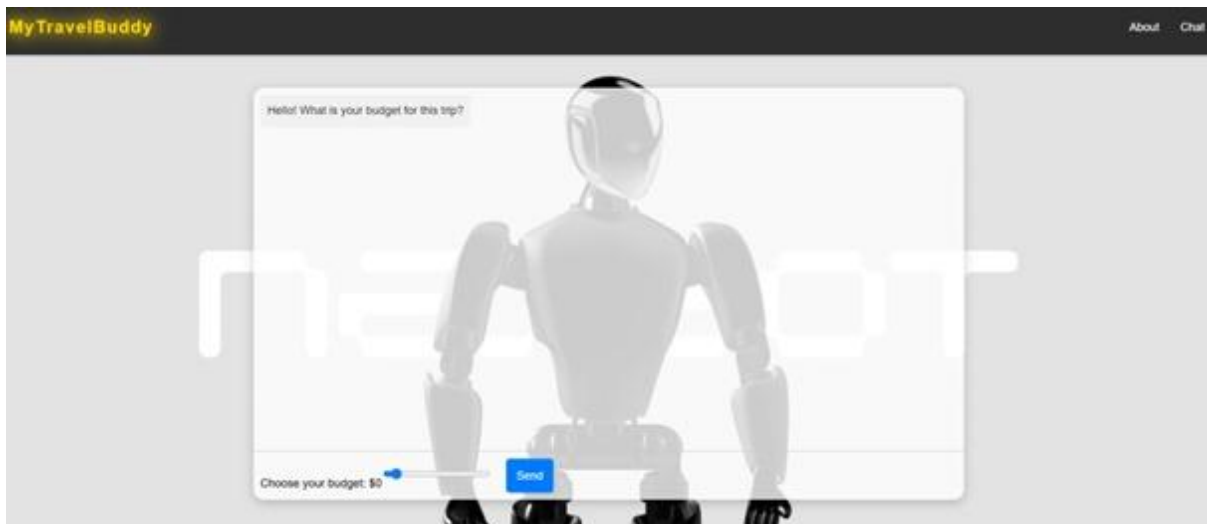 MyTravelBuddy
About Chat
Hello! What is your budget for this trip?
Choose your budget: $0
Send